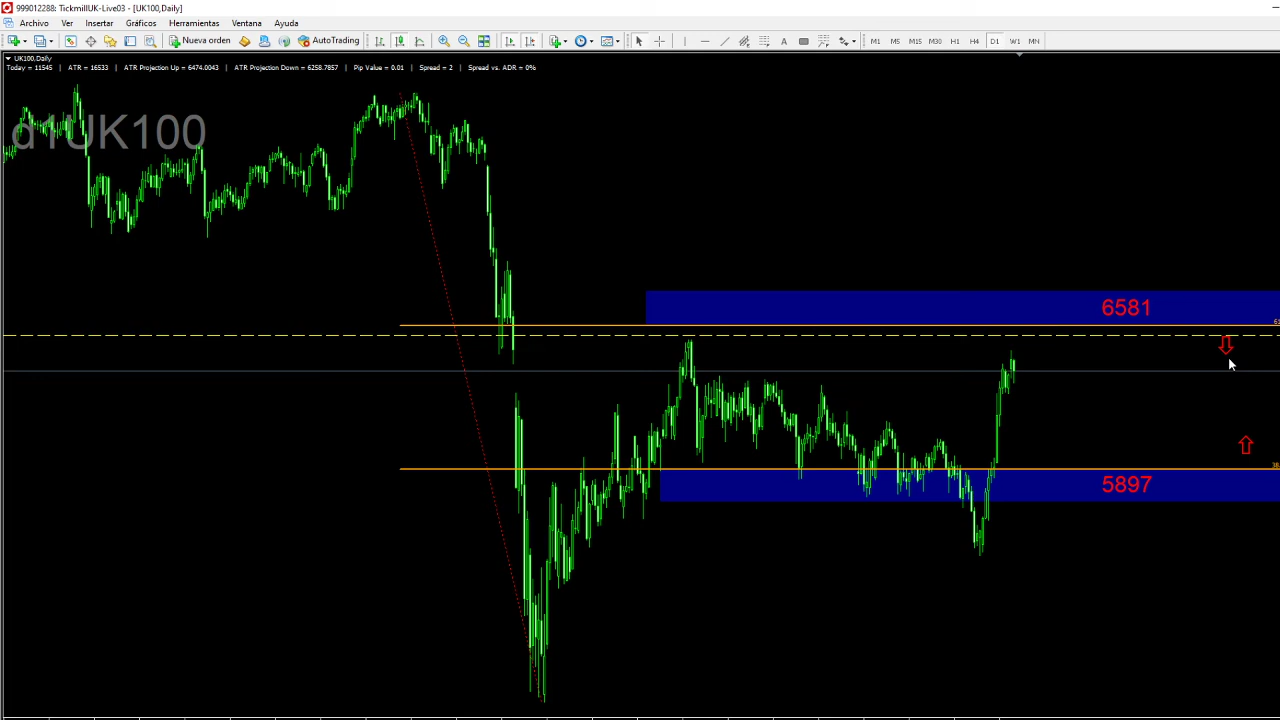 999012288: TickmillUK-Live03 - [UK100,Daily]
Archivo Ver Insertar Gráficos Herramientas Ventana Ayuda
Nueva orden AutoTrading A M1 M5 M15 M30 H1 H4 D1 W1 MN
UK100,Daily
Today = 11545 | ATR = 16533 | ATR Projection Up = 6474.0043 | ATR Projection Down = 6258.7857 | Pip Value = 0.01 | Spread = 2 | Spread vs. ADR = 0%
d1UK100
6581
5897